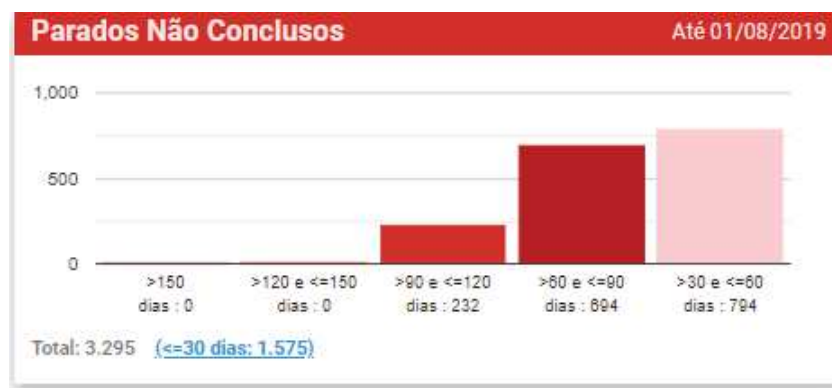 Parados Não Conclusos Até 01/08/2019
1,000
500
0
>150 >120 e <=150 >90 e <=120 >60 e <=90 >30 e <=60
dias : 0 dias : 0 dias : 232 dias : 694 dias : 794
Total: 3.295 (<=30 dias: 1.575)